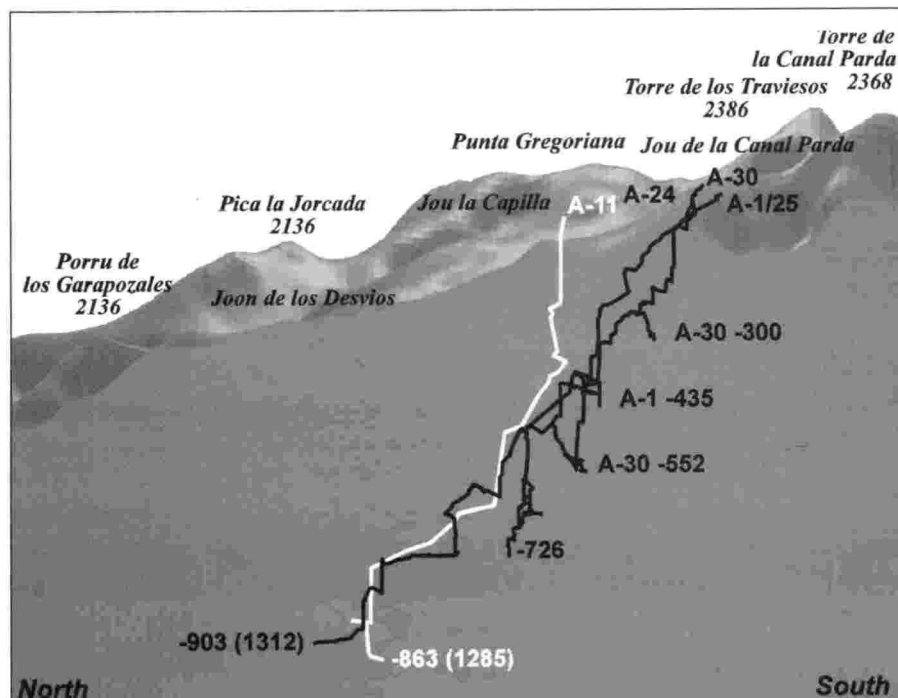 Torre de
la Canal Parda
2368
Torre de los Traviesos
2386
Punta Gregoriana
Jou de la Canal Parda
A-30
A-24
A-1/25
Pica la Jorcada
2136
Jou la Capilla
A-11
Porru de
los Garapozales
2136
Joon de los Desvios
A-30 -300
A-1 -435
A-30 -552
-726
-903 (1312)
-863 (1285)
North
South